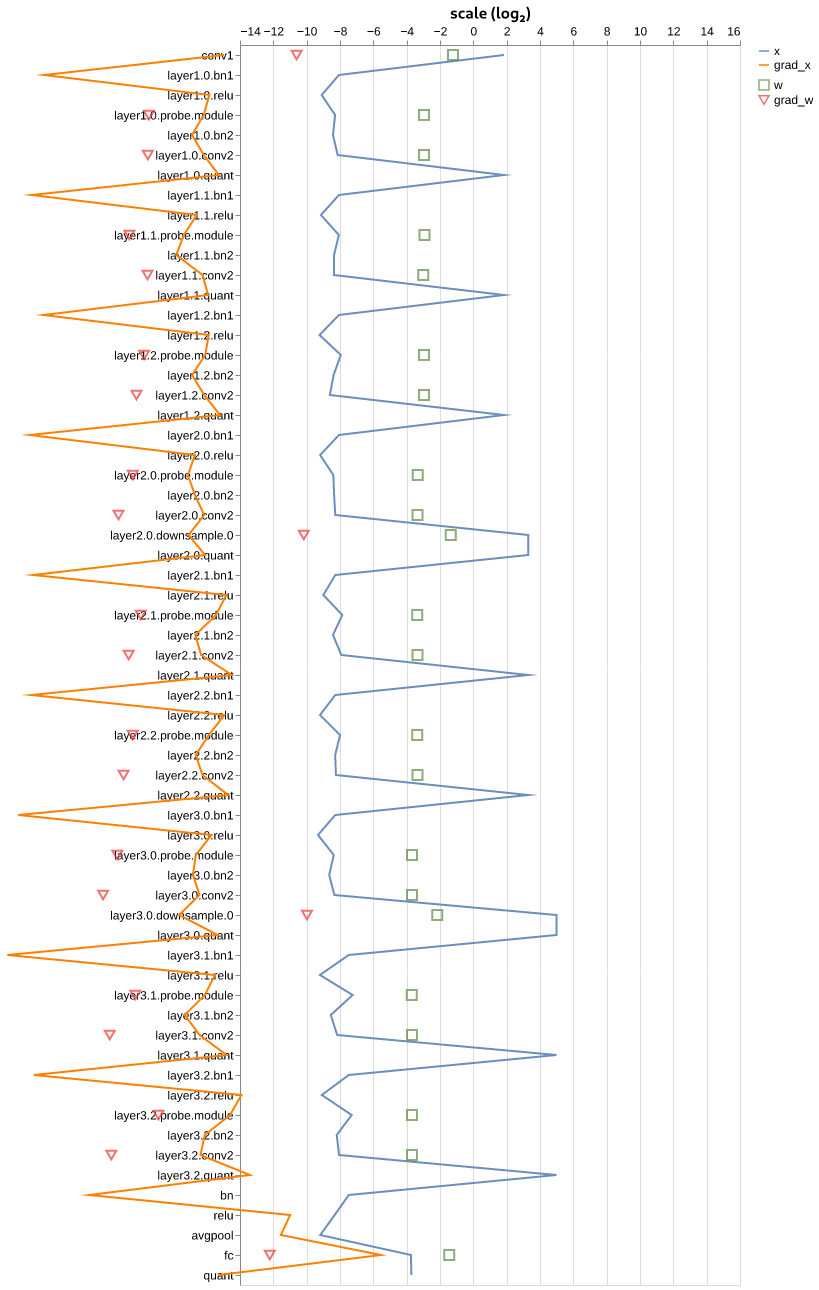 scale (log₂)
−14 −12 −10 −8 −6 −4 −2 0 2 4 6 8 10 12 14 16
x
grad_x
w
grad_w
conv1
layer1.0.bn1
layer1.0.relu
layer1.0.probe.module
layer1.0.bn2
layer1.0.conv2
layer1.0.quant
layer1.1.bn1
layer1.1.relu
layer1.1.probe.module
layer1.1.bn2
layer1.1.conv2
layer1.1.quant
layer1.2.bn1
layer1.2.relu
layer1.2.probe.module
layer1.2.bn2
layer1.2.conv2
layer1.2.quant
layer2.0.bn1
layer2.0.relu
layer2.0.probe.module
layer2.0.bn2
layer2.0.conv2
layer2.0.downsample.0
layer2.0.quant
layer2.1.bn1
layer2.1.relu
layer2.1.probe.module
layer2.1.bn2
layer2.1.conv2
layer2.1.quant
layer2.2.bn1
layer2.2.relu
layer2.2.probe.module
layer2.2.bn2
layer2.2.conv2
layer2.2.quant
layer3.0.bn1
layer3.0.relu
layer3.0.probe.module
layer3.0.bn2
layer3.0.conv2
layer3.0.downsample.0
layer3.0.quant
layer3.1.bn1
layer3.1.relu
layer3.1.probe.module
layer3.1.bn2
layer3.1.conv2
layer3.1.quant
layer3.2.bn1
layer3.2.relu
layer3.2.probe.module
layer3.2.bn2
layer3.2.conv2
layer3.2.quant
bn
relu
avgpool
fc
quant